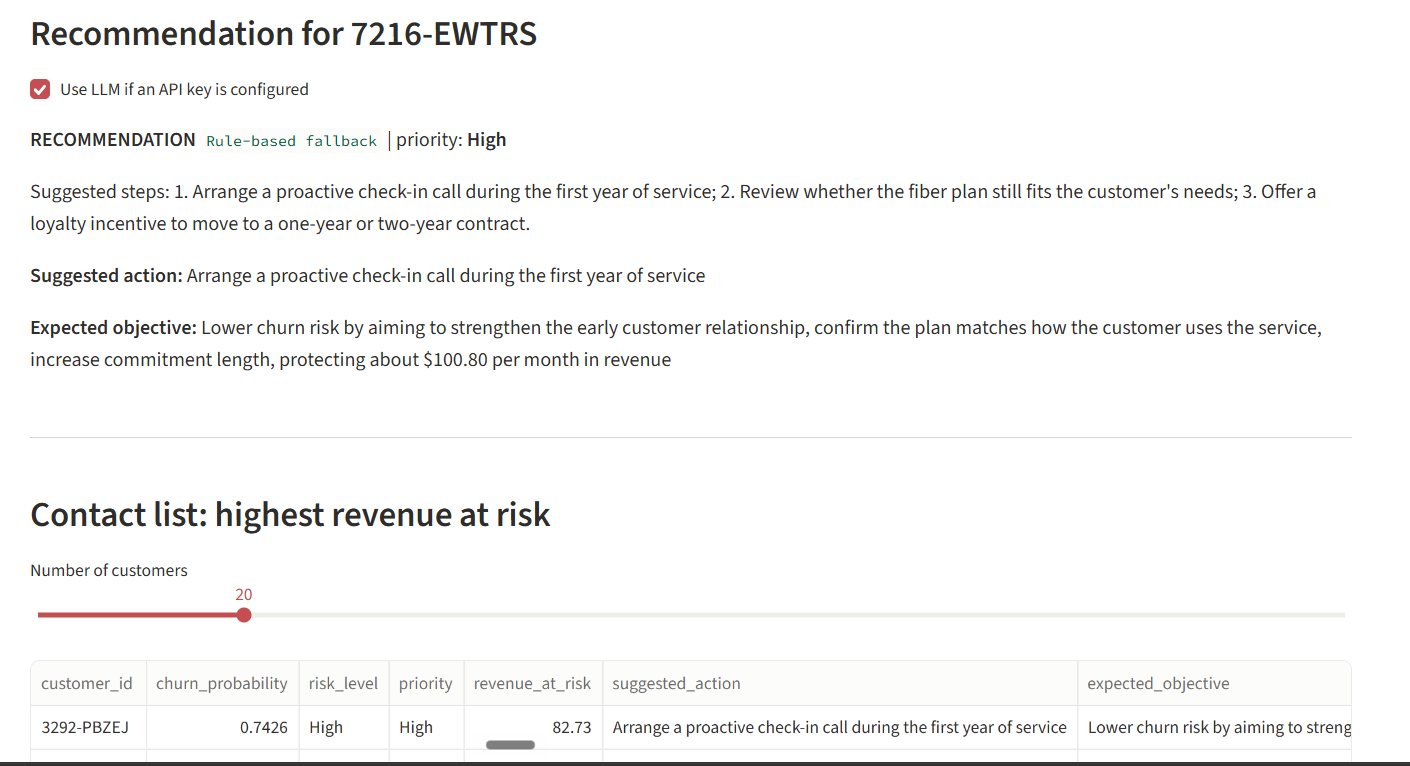 Recommendation for 7216-EWTRS
Use LLM if an API key is configured
RECOMMENDATION Rule-based fallback | priority: High
Suggested steps: 1. Arrange a proactive check-in call during the first year of service; 2. Review whether the fiber plan still fits the customer's needs; 3. Offer a
loyalty incentive to move to a one-year or two-year contract.
Suggested action: Arrange a proactive check-in call during the first year of service
Expected objective: Lower churn risk by aiming to strengthen the early customer relationship, confirm the plan matches how the customer uses the service,
increase commitment length, protecting about $100.80 per month in revenue
Contact list: highest revenue at risk
Number of customers
20
customer_id churn_probability risk_level priority revenue_at_risk suggested_action expected_objective
3292-PBZEJ 0.7426 High High 82.73 Arrange a proactive check-in call during the first year of service Lower churn risk by aiming to streng